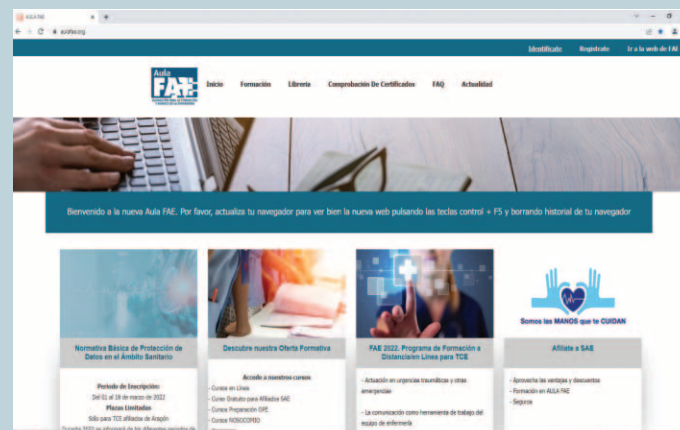 AULA FAE
aulafae.org
Identifícate Regístrate Ir a la web de FAE
Aula
FAE
Inicio Formación Librería Comprobación De Certificados FAQ Actualidad
Bienvenido a la nueva Aula FAE. Por favor, actualiza tu navegador para ver bien la nueva web pulsando las teclas control + F5 y borrando historial de tu navegador
Normativa Básica de Protección de
Datos en el Ámbito Sanitario
Periodo de Inscripción:
Del 01 al 20 de marzo de 2022
Plazas Limitadas
Sólo para TCE afiliados de Aragón
Descubre nuestra Oferta Formativa
Accede a nuestros cursos
- Cursos en Línea
- Curso Gratuito para Afiliados SAE
- Cursos Preparación OPE
- Cursos NOSOCOMIO
FAE 2022. Programa de Formación a
Distancia/en Línea para TCE
- Actuación en urgencias traumáticas y otras
emergencias
- La comunicación como herramienta de trabajo del
equipo de enfermería
Somos las MANOS que te CUIDAN
Afíliate a SAE
- Aprovecha las ventajas y descuentos
- Formación en AULA FAE
- Seguros